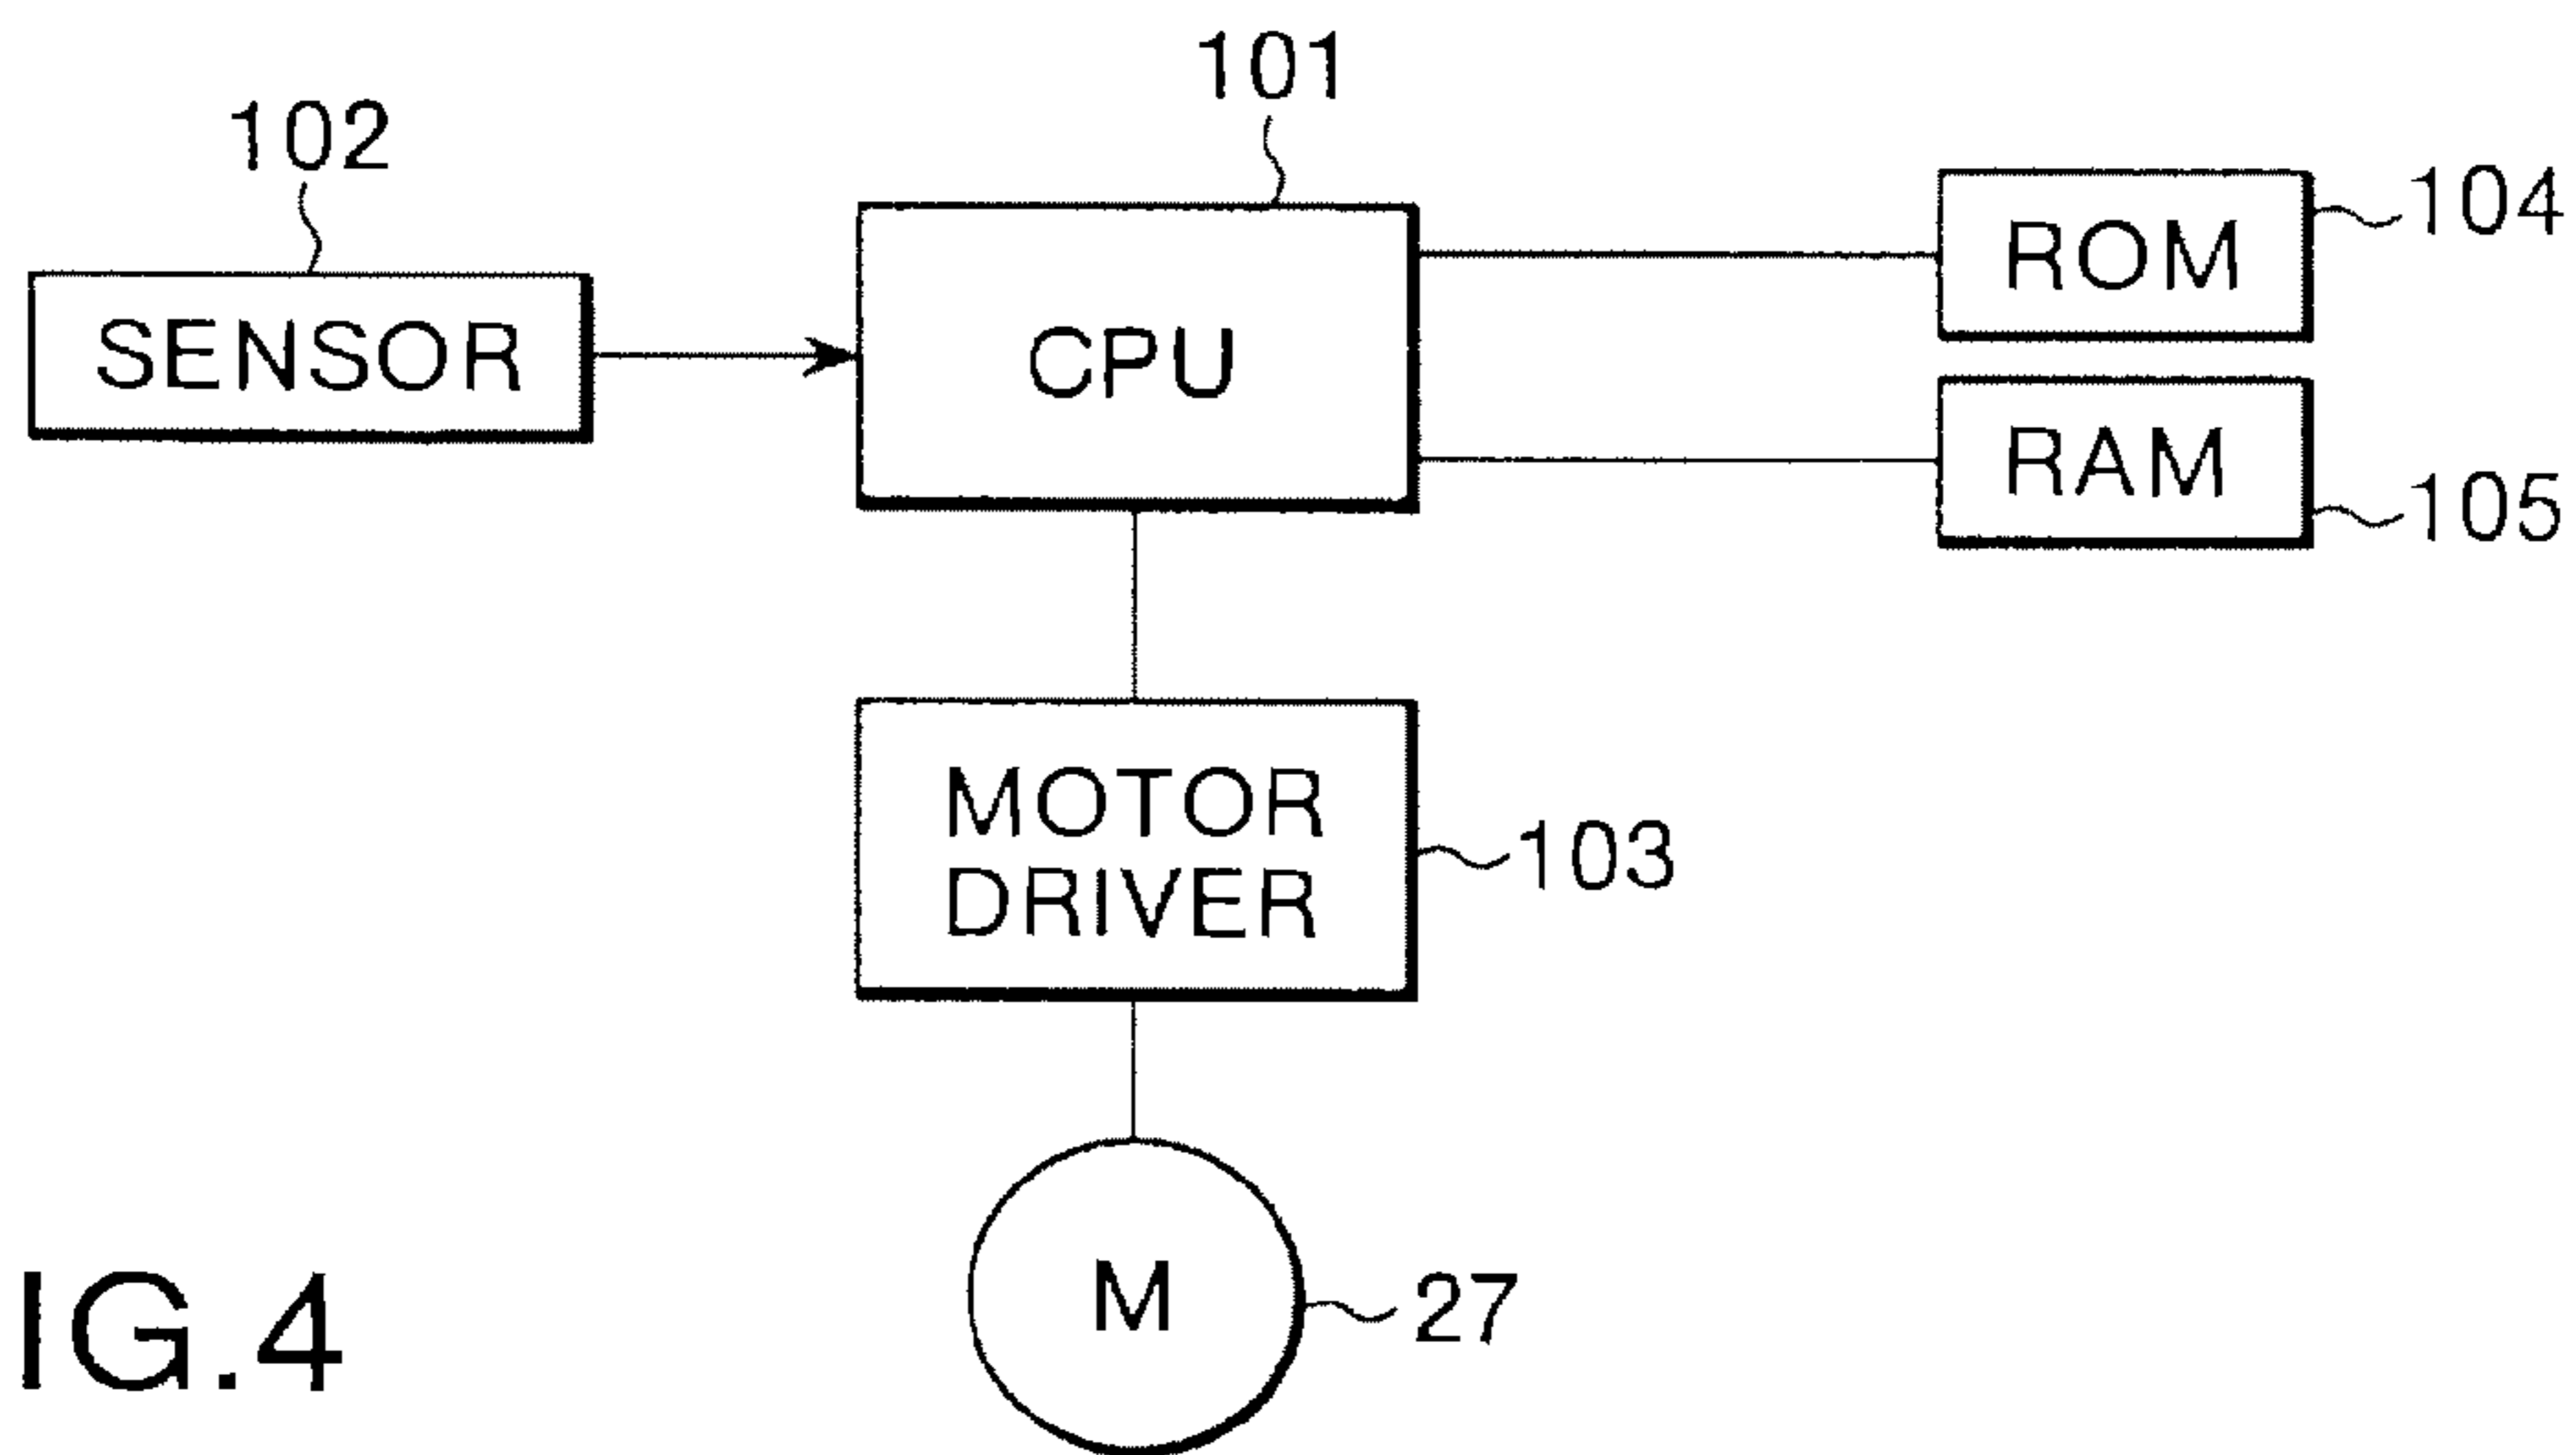 101
102
104
ROM
SENSOR
CPU
RAM
105
MOTOR
DRIVER
103
M
27
IG.4